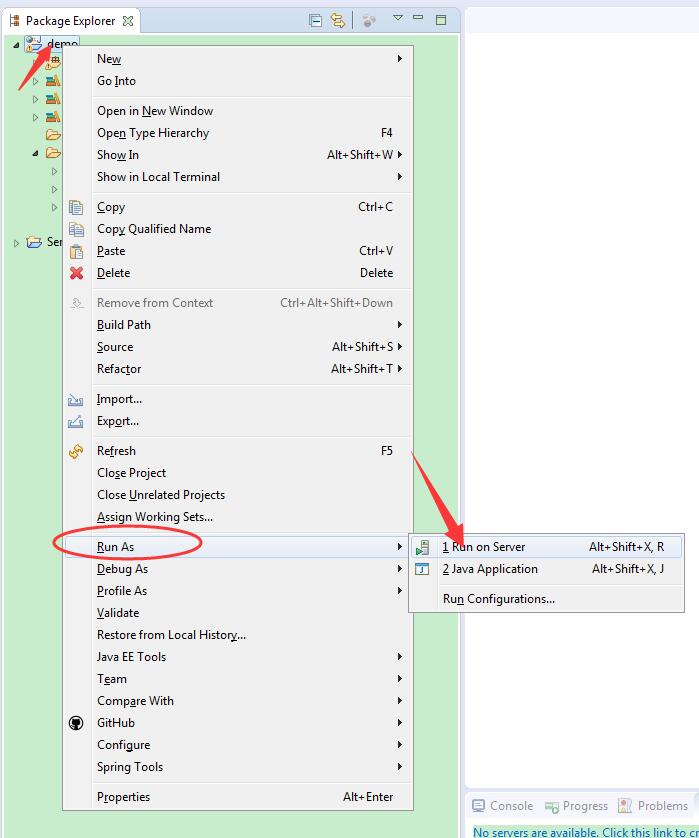 Package Explorer
demo
New
Go Into
Open in New Window
Open Type Hierarchy F4
Show In Alt+Shift+W
Show in Local Terminal
Copy Ctrl+C
Copy Qualified Name
Paste Ctrl+V
Delete Delete
Remove from Context Ctrl+Alt+Shift+Down
Build Path
Source Alt+Shift+S
Refactor Alt+Shift+T
Import...
Export...
Refresh F5
Close Project
Close Unrelated Projects
Assign Working Sets...
Run As
1 Run on Server Alt+Shift+X, R
Debug As
2 Java Application Alt+Shift+X, J
Profile As
Run Configurations...
Validate
Restore from Local History...
Java EE Tools
Team
Compare With
GitHub
Configure
Spring Tools
Properties Alt+Enter
Console Progress Problems
No servers are available. Click this link to